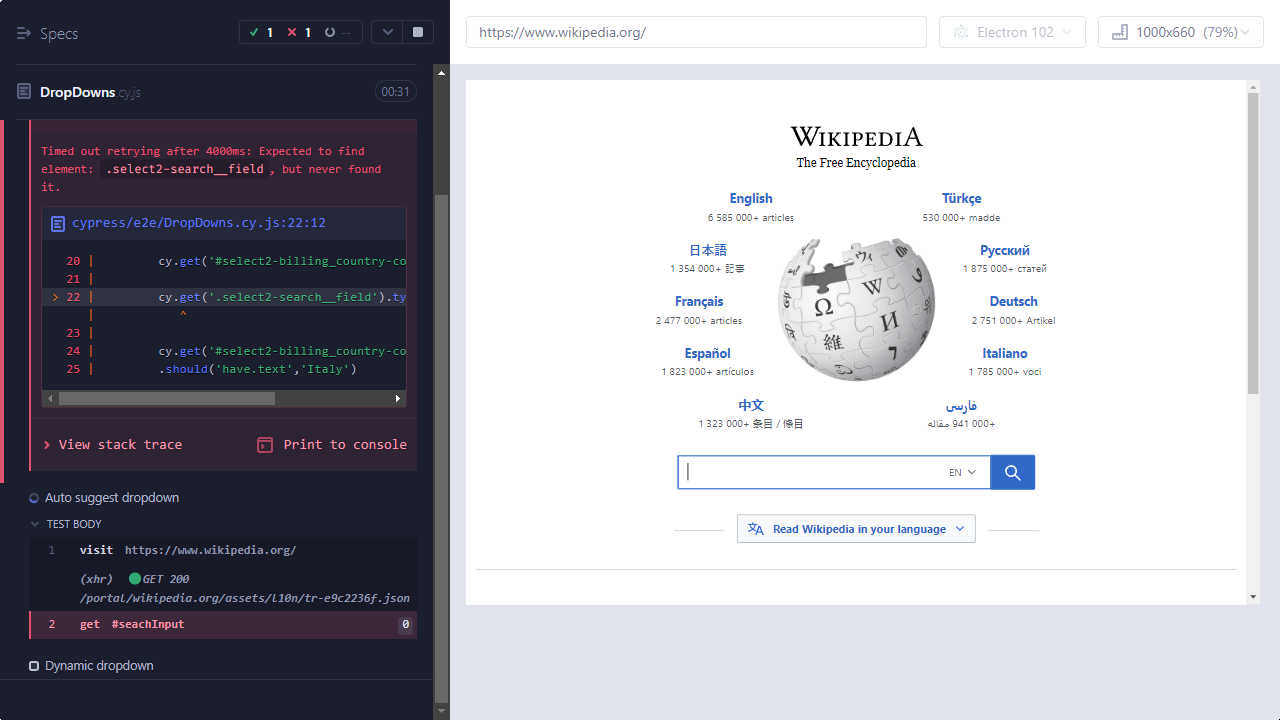 Specs
1
1
--
DropDowns.cy.js
00:31
Timed out retrying after 4000ms: Expected to find
element: .select2-search__field, but never found
it.
cypress/e2e/DropDowns.cy.js:22:12
20 | cy.get('#select2-billing_country-co
21 |
> 22 | cy.get('.select2-search__field').ty
| ^
23 |
24 | cy.get('#select2-billing_country-co
25 | .should('have.text','Italy')
View stack trace
Print to console
Auto suggest dropdown
TEST BODY
1 visit https://www.wikipedia.org/
(xhr) GET 200
/portal/wikipedia.org/assets/l10n/tr-e9c2236f.json
2 get #seachInput 0
Dynamic dropdown
https://www.wikipedia.org/
Electron 102
1000x660 (79%)
WIKIPEDIA
The Free Encyclopedia
English
6 585 000+ articles
Türkçe
530 000+ madde
日本語
1 354 000+ 記事
Русский
1 875 000+ статей
Français
2 477 000+ articles
Deutsch
2 751 000+ Artikel
Español
1 823 000+ artículos
Italiano
1 785 000+ voci
中文
1 323 000+ 条目 / 條目
فارسی
۹۴۱ 000+ مقاله
Ω
W
И
維
EN
Read Wikipedia in your language